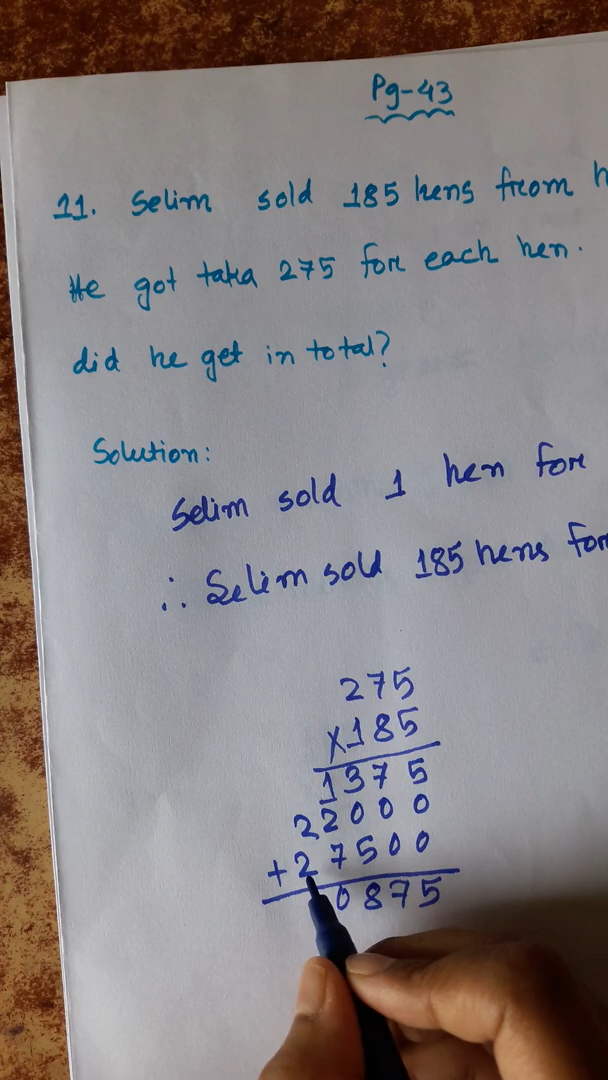 Pg-43
11. Selim sold 185 hens from
He got taka 275 for each hen.
did he get in total?
Solution:
Selim sold 1 hen for
∴ Selim sold 185 hens for
275
×185
1375
22000
+27500
0875